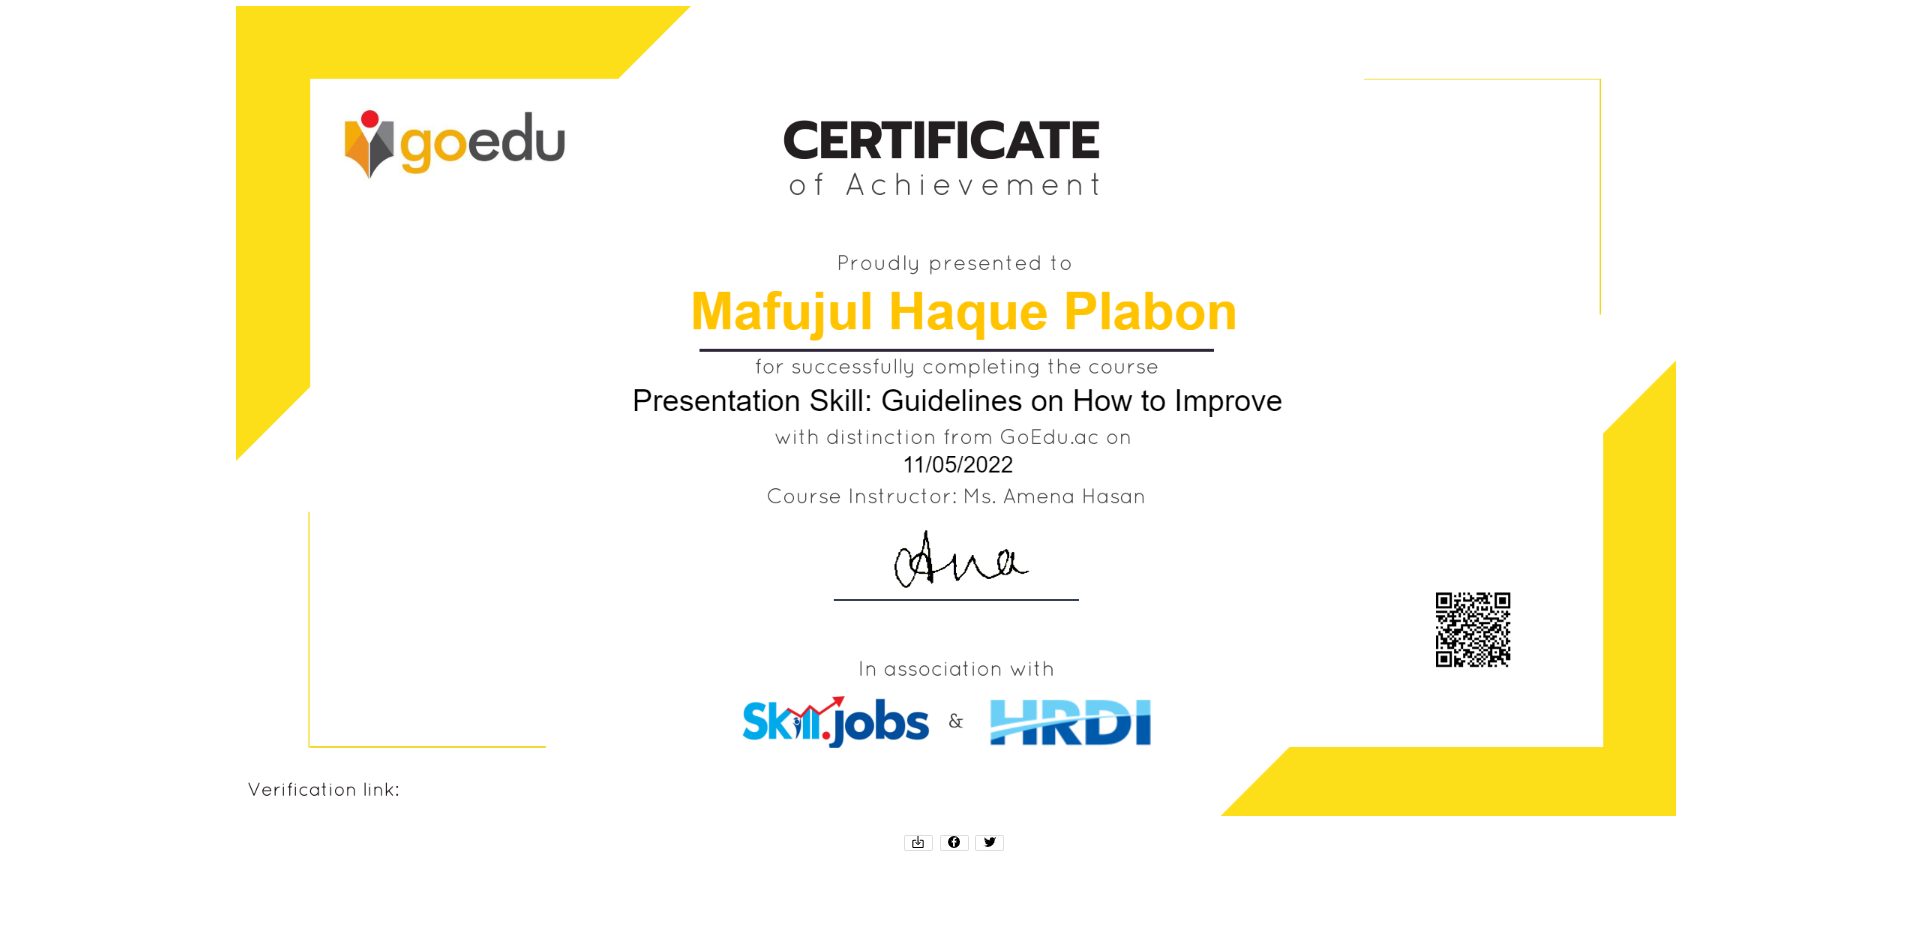 goedu
CERTIFICATE
of Achievement
Proudly presented to
Mafujul Haque Plabon
for successfully completing the course
Presentation Skill: Guidelines on How to Improve
with distinction from GoEdu.ac on
11/05/2022
Course Instructor: Ms. Amena Hasan
In association with
Skill.jobs & HRDI
Verification link: